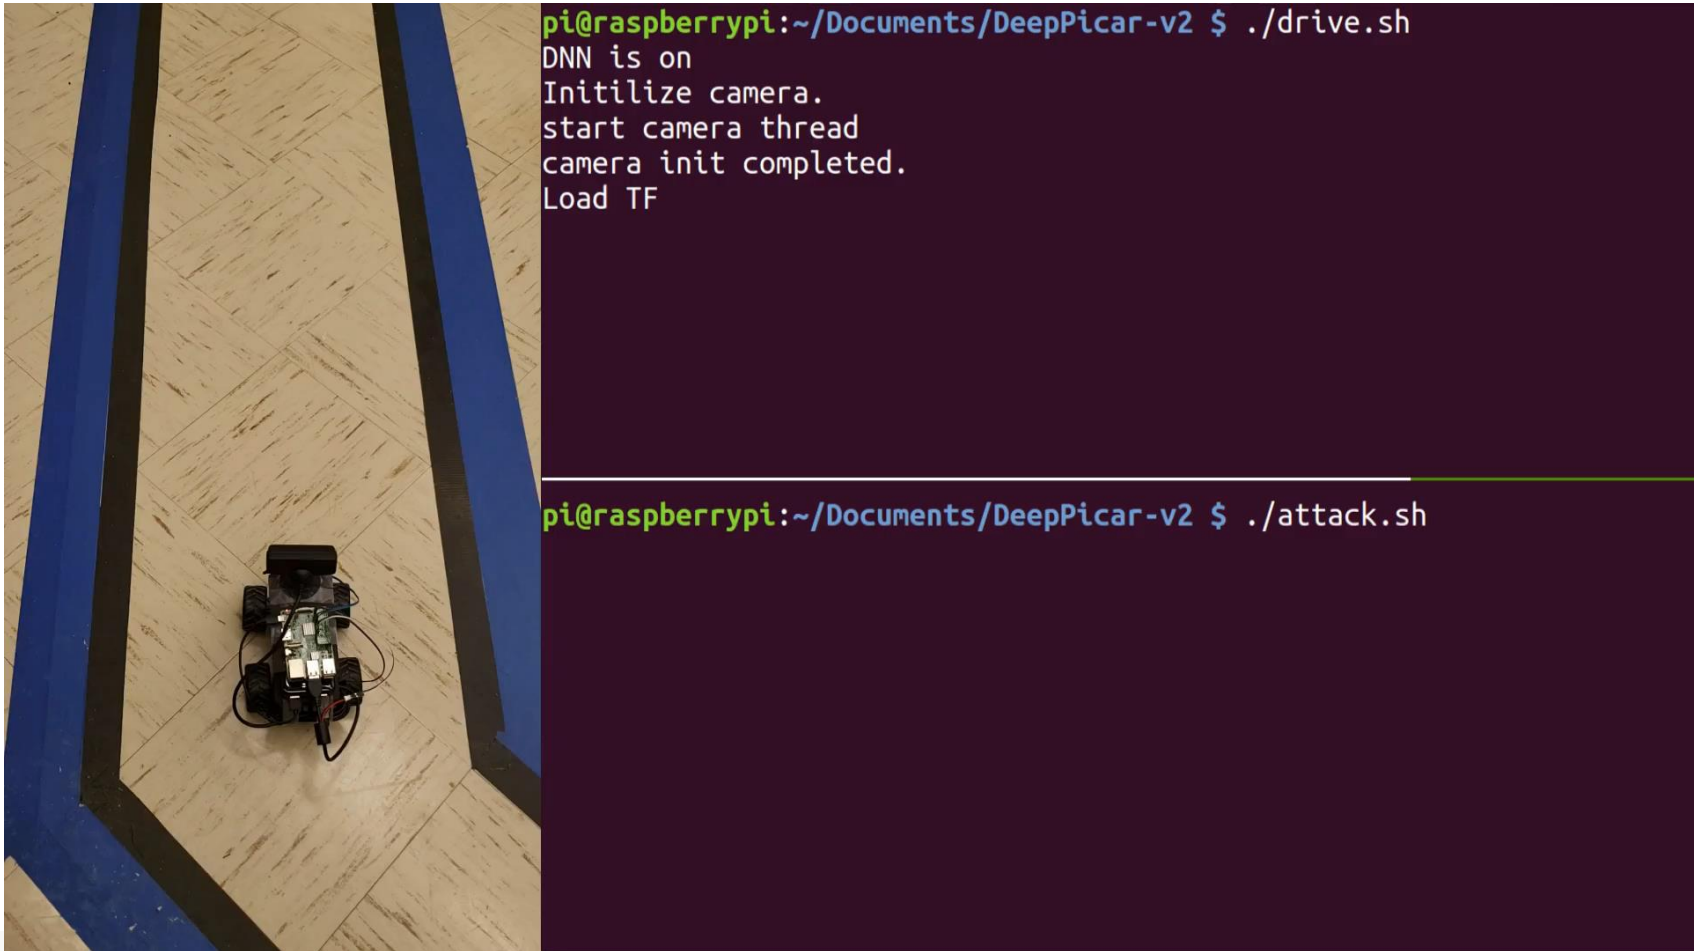 pi@raspberrypi:~/Documents/DeepPicar-v2 $ ./drive.sh
DNN is on
Initilize camera.
start camera thread
camera init completed.
Load TF
pi@raspberrypi:~/Documents/DeepPicar-v2 $ ./attack.sh